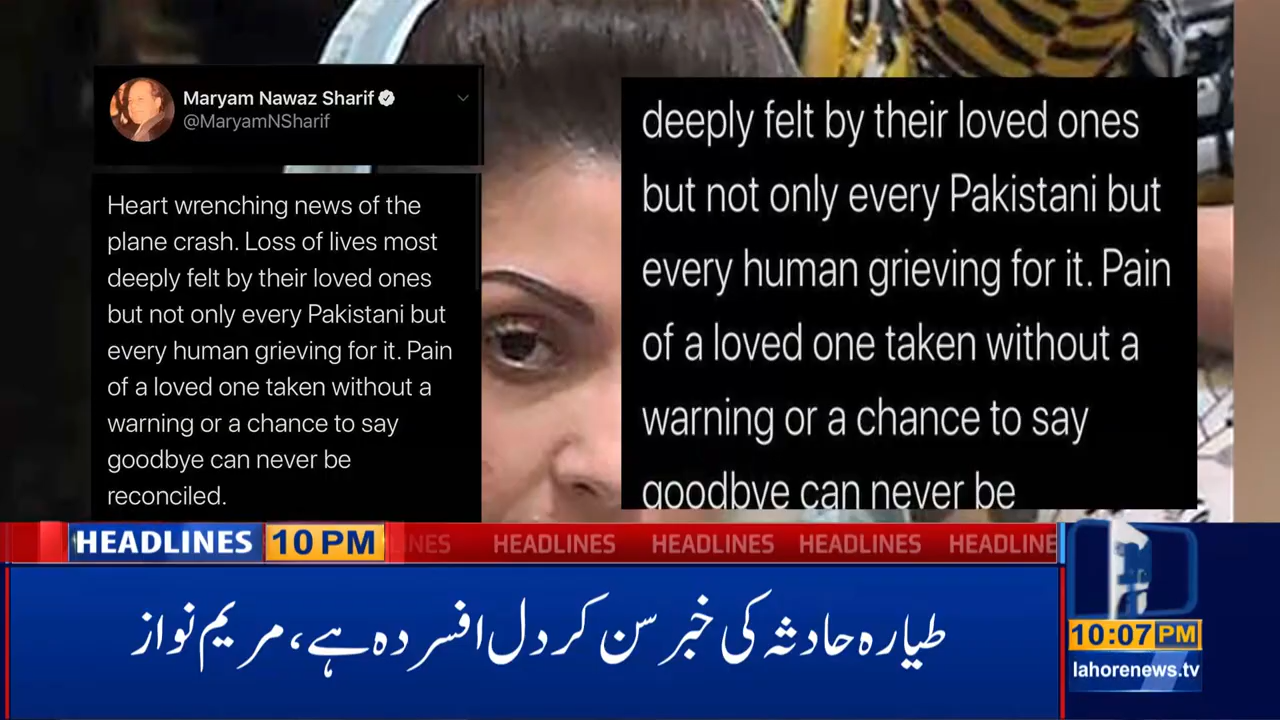 Maryam Nawaz Sharif
@MaryamNSharif
Heart wrenching news of the
plane crash. Loss of lives most
deeply felt by their loved ones
but not only every Pakistani but
every human grieving for it. Pain
of a loved one taken without a
warning or a chance to say
goodbye can never be
reconciled.
deeply felt by their loved ones
but not only every Pakistani but
every human grieving for it. Pain
of a loved one taken without a
warning or a chance to say
goodbye can never be
HEADLINES 10 PM INES HEADLINES HEADLINES HEADLINES HEADLINE
طیارہ حادثہ کی خبر سن کر دل افسردہ ہے، مریم نواز
10:07 PM
lahorenews.tv